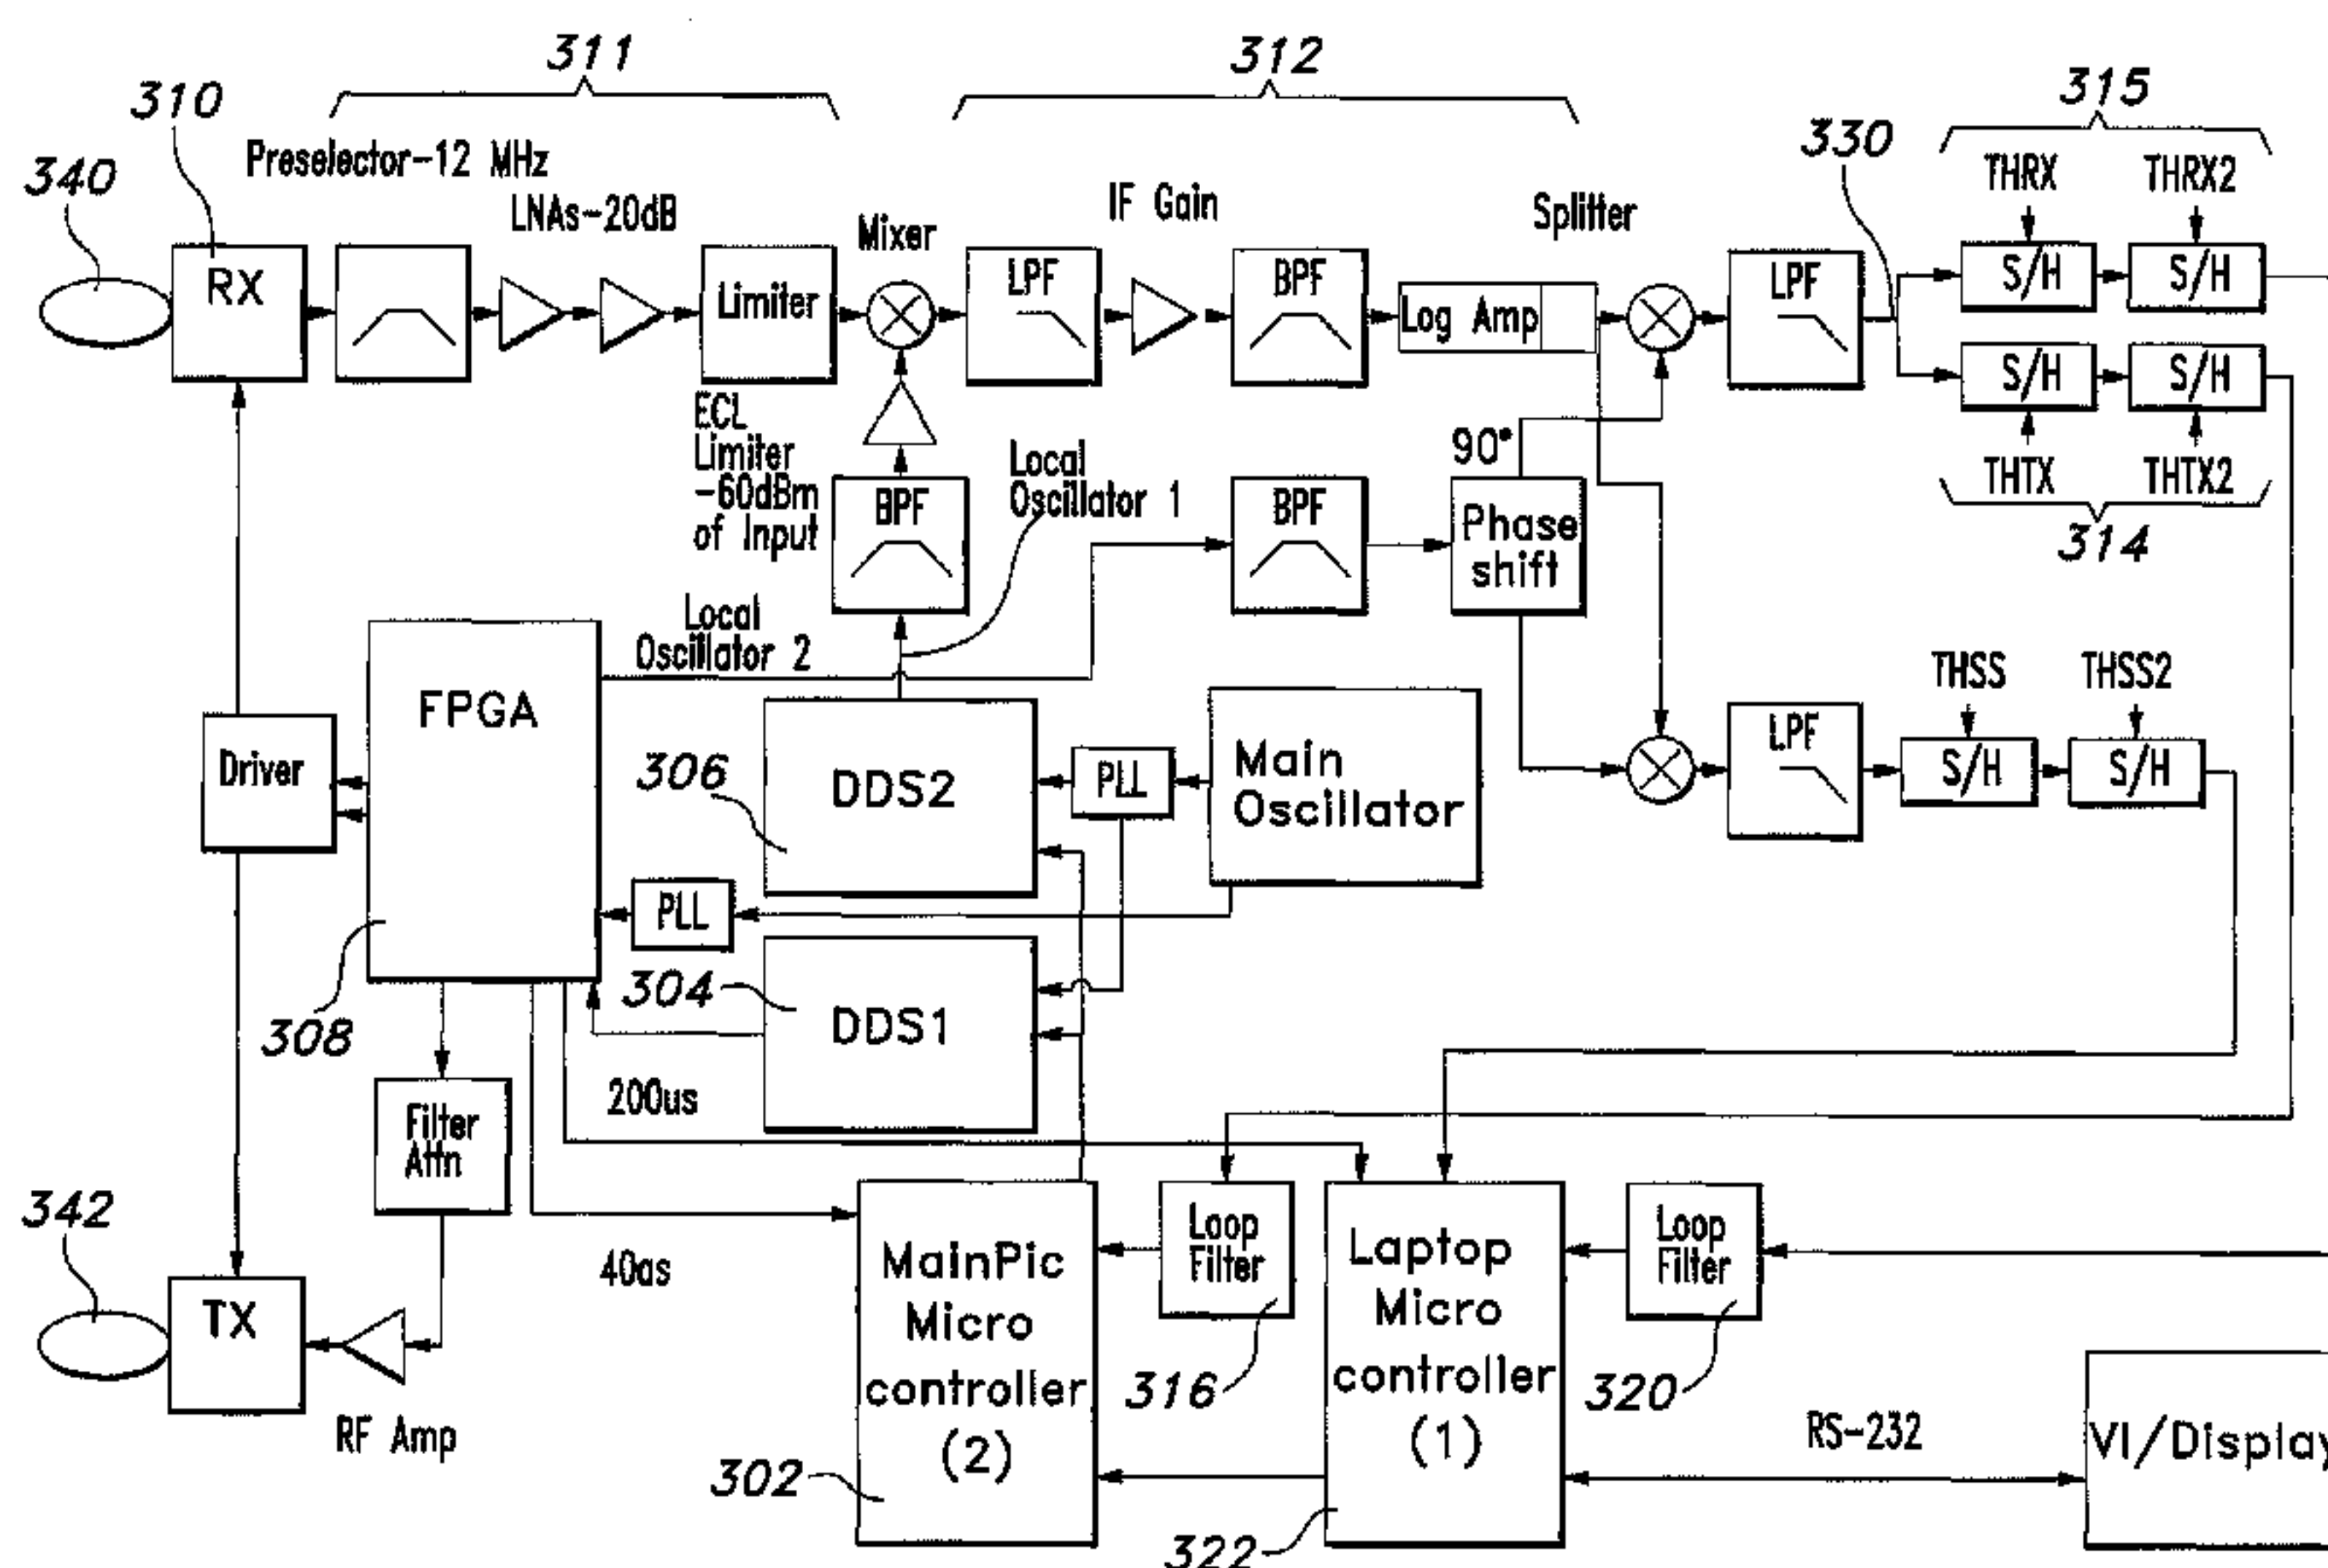 311
312
310
315
340
Preselector-12 MHz
330
THRX
THRX2
LNAs-20dB
IF Gain
Splitter
Mixer
RX
Limiter
LPF
BPF
Log Amp
LPF
S/H
S/H
S/H
S/H
ECL
Limiter
-60dBm
of Input
Local
Oscillator 1
90°
THTX
THTX2
314
BPF
BPF
Phase
shift
Local
Oscillator 2
FPGA
THSS
THSS2
Driver
306
DDS2
PLL
Main
Oscillator
LPF
S/H
S/H
PLL
304
308
DDS1
200us
Filter
Attn
342
Loop
Filter
Loop
Filter
40as
MainPic
Micro
controller
(2)
Laptop
Micro
controller
(1)
TX
316
320
RF Amp
302
RS-232
VI/Display
322